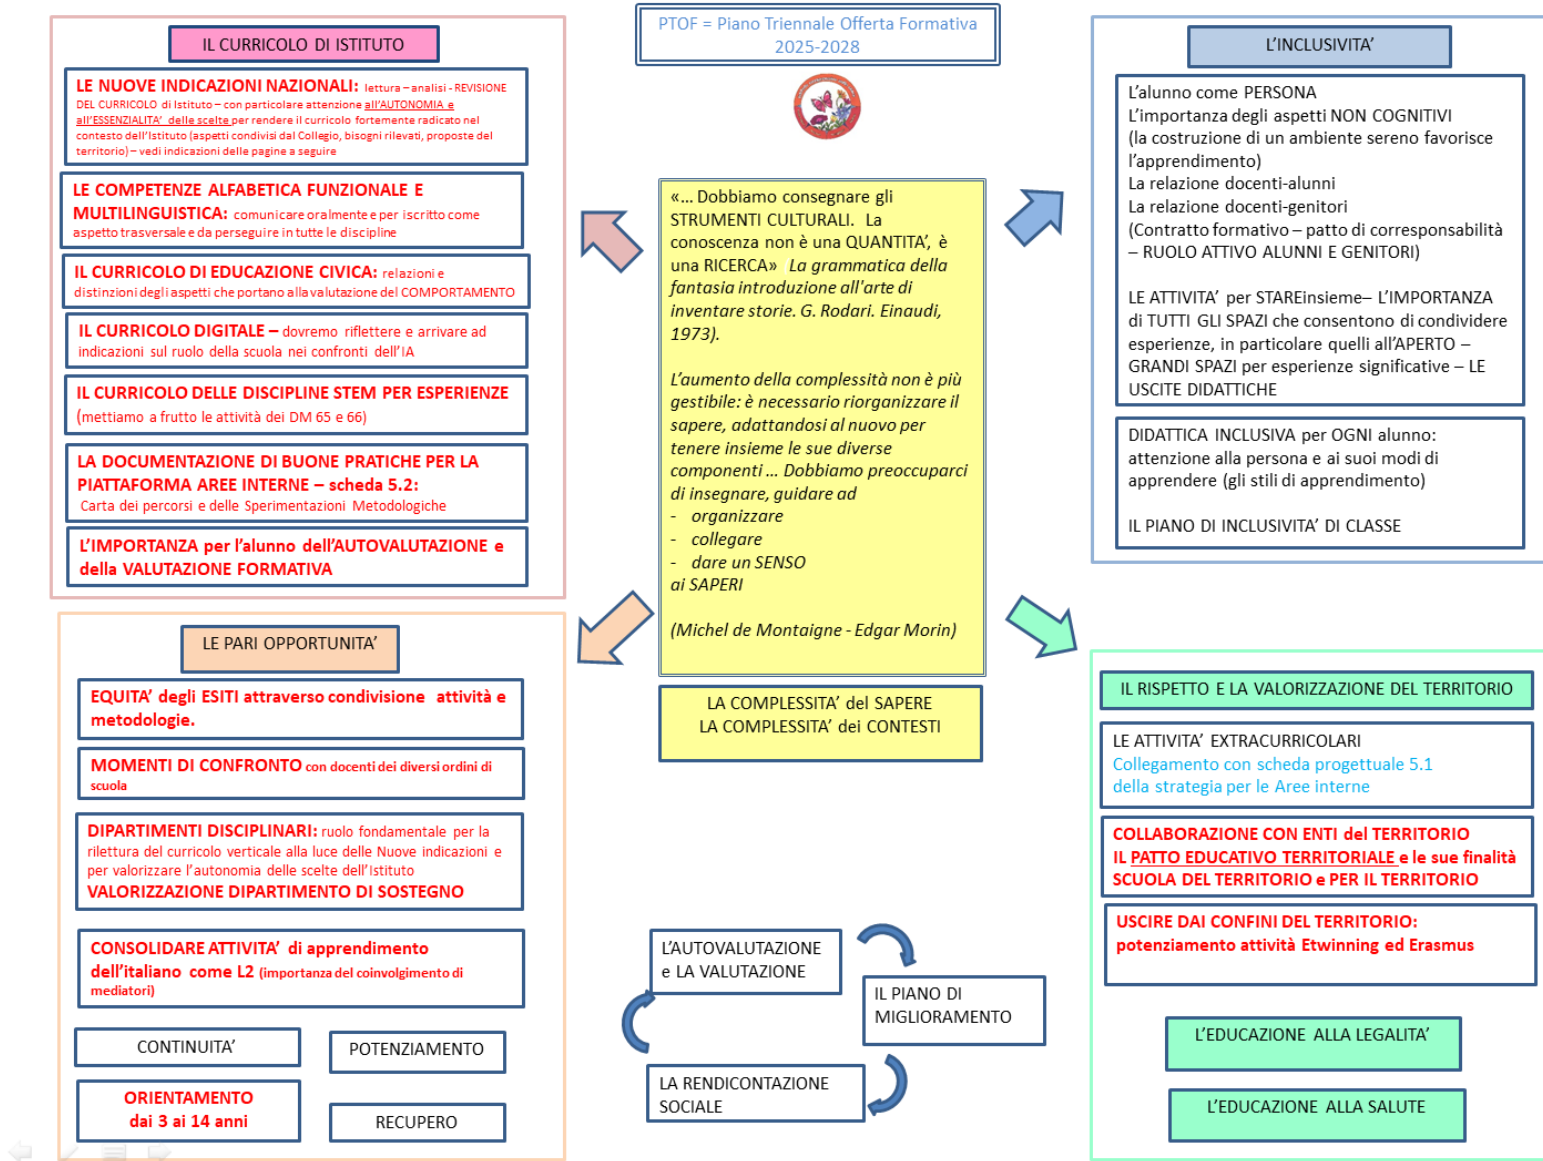 PTOF = Piano Triennale Offerta Formativa
2025-2028
IL CURRICOLO DI ISTITUTO
LE NUOVE INDICAZIONI NAZIONALI: lettura – analisi - REVISIONE
DEL CURRICOLO di Istituto – con particolare attenzione all'AUTONOMIA e
all'ESSENZIALITA' delle scelte per rendere il curricolo fortemente radicato nel
contesto dell'Istituto (aspetti condivisi dal Collegio, bisogni rilevati, proposte del
territorio) – vedi indicazioni delle pagine a seguire
LE COMPETENZE ALFABETICA FUNZIONALE E
MULTILINGUISTICA: comunicare oralmente e per iscritto come
aspetto trasversale e da perseguire in tutte le discipline
IL CURRICOLO DI EDUCAZIONE CIVICA: relazioni e
distinzioni degli aspetti che portano alla valutazione del COMPORTAMENTO
IL CURRICOLO DIGITALE – dovremo riflettere e arrivare ad
indicazioni sul ruolo della scuola nei confronti dell'IA
IL CURRICOLO DELLE DISCIPLINE STEM PER ESPERIENZE
(mettiamo a frutto le attività dei DM 65 e 66)
LA DOCUMENTAZIONE DI BUONE PRATICHE PER LA
PIATTAFORMA AREE INTERNE – scheda 5.2:
Carta dei percorsi e delle Sperimentazioni Metodologiche
L'IMPORTANZA per l'alunno dell'AUTOVALUTAZIONE e
della VALUTAZIONE FORMATIVA
«... Dobbiamo consegnare gli
STRUMENTI CULTURALI. La
conoscenza non è una QUANTITA', è
una RICERCA» La grammatica della
fantasia introduzione all'arte di
inventare storie. G. Rodari. Einaudi,
1973).
L'aumento della complessità non è più
gestibile: è necessario riorganizzare il
sapere, adattandosi al nuovo per
tenere insieme le sue diverse
componenti ... Dobbiamo preoccuparci
di insegnare, guidare ad
- organizzare
- collegare
- dare un SENSO
ai SAPERI
(Michel de Montaigne - Edgar Morin)
LA COMPLESSITA' del SAPERE
LA COMPLESSITA' dei CONTESTI
L'INCLUSIVITA'
L'alunno come PERSONA
L'importanza degli aspetti NON COGNITIVI
(la costruzione di un ambiente sereno favorisce
l'apprendimento)
La relazione docenti-alunni
La relazione docenti-genitori
(Contratto formativo – patto di corresponsabilità
– RUOLO ATTIVO ALUNNI E GENITORI)
LE ATTIVITA' per STAREinsieme– L'IMPORTANZA
di TUTTI GLI SPAZI che consentono di condividere
esperienze, in particolare quelli all'APERTO –
GRANDI SPAZI per esperienze significative – LE
USCITE DIDATTICHE
DIDATTICA INCLUSIVA per OGNI alunno:
attenzione alla persona e ai suoi modi di
apprendere (gli stili di apprendimento)
IL PIANO DI INCLUSIVITA' DI CLASSE
LE PARI OPPORTUNITA'
EQUITA' degli ESITI attraverso condivisione attività e
metodologie.
MOMENTI DI CONFRONTO con docenti dei diversi ordini di
scuola
DIPARTIMENTI DISCIPLINARI: ruolo fondamentale per la
rilettura del curricolo verticale alla luce delle Nuove indicazioni e
per valorizzare l'autonomia delle scelte dell'Istituto
VALORIZZAZIONE DIPARTIMENTO DI SOSTEGNO
CONSOLIDARE ATTIVITA' di apprendimento
dell'italiano come L2 (importanza del coinvolgimento di
mediatori)
CONTINUITA'
POTENZIAMENTO
ORIENTAMENTO
dai 3 ai 14 anni
RECUPERO
L'AUTOVALUTAZIONE
e LA VALUTAZIONE
IL PIANO DI
MIGLIORAMENTO
LA RENDICONTAZIONE
SOCIALE
IL RISPETTO E LA VALORIZZAZIONE DEL TERRITORIO
LE ATTIVITA' EXTRACURRICOLARI
Collegamento con scheda progettuale 5.1
della strategia per le Aree interne
COLLABORAZIONE CON ENTI del TERRITORIO
IL PATTO EDUCATIVO TERRITORIALE e le sue finalità
SCUOLA DEL TERRITORIO e PER IL TERRITORIO
USCIRE DAI CONFINI DEL TERRITORIO:
potenziamento attività Etwinning ed Erasmus
L'EDUCAZIONE ALLA LEGALITA'
L'EDUCAZIONE ALLA SALUTE